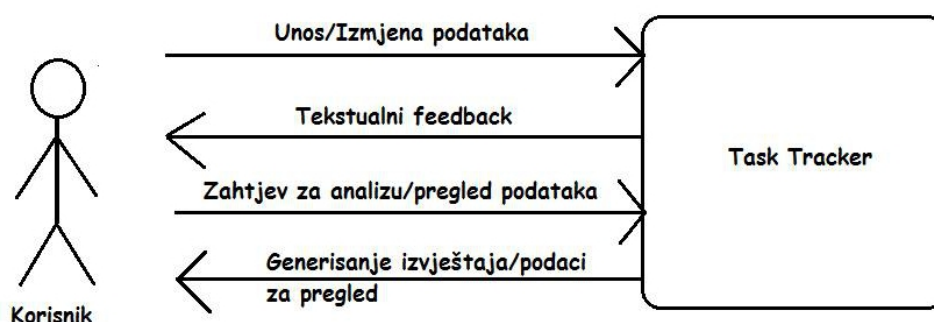 Unos/Izmjena podataka
Tekstualni feedback
Task Tracker
Zahtjev za analizu/pregled podataka
Generisanje izvještaja/podaci
za pregled
Korisnik